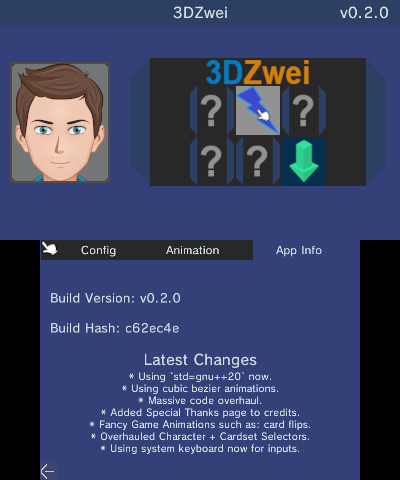 3DZwei v0.2.0
3DZwei
? ?
? ?
Config Animation App Info
Build Version: v0.2.0
Build Hash: c62ec4e
Latest Changes
* Using `std=gnu++20` now.
* Using cubic bezier animations.
* Massive code overhaul.
* Added Special Thanks page to credits.
* Fancy Game Animations such as: card flips.
* Overhauled Character + Cardset Selectors.
* Using system keyboard now for inputs.